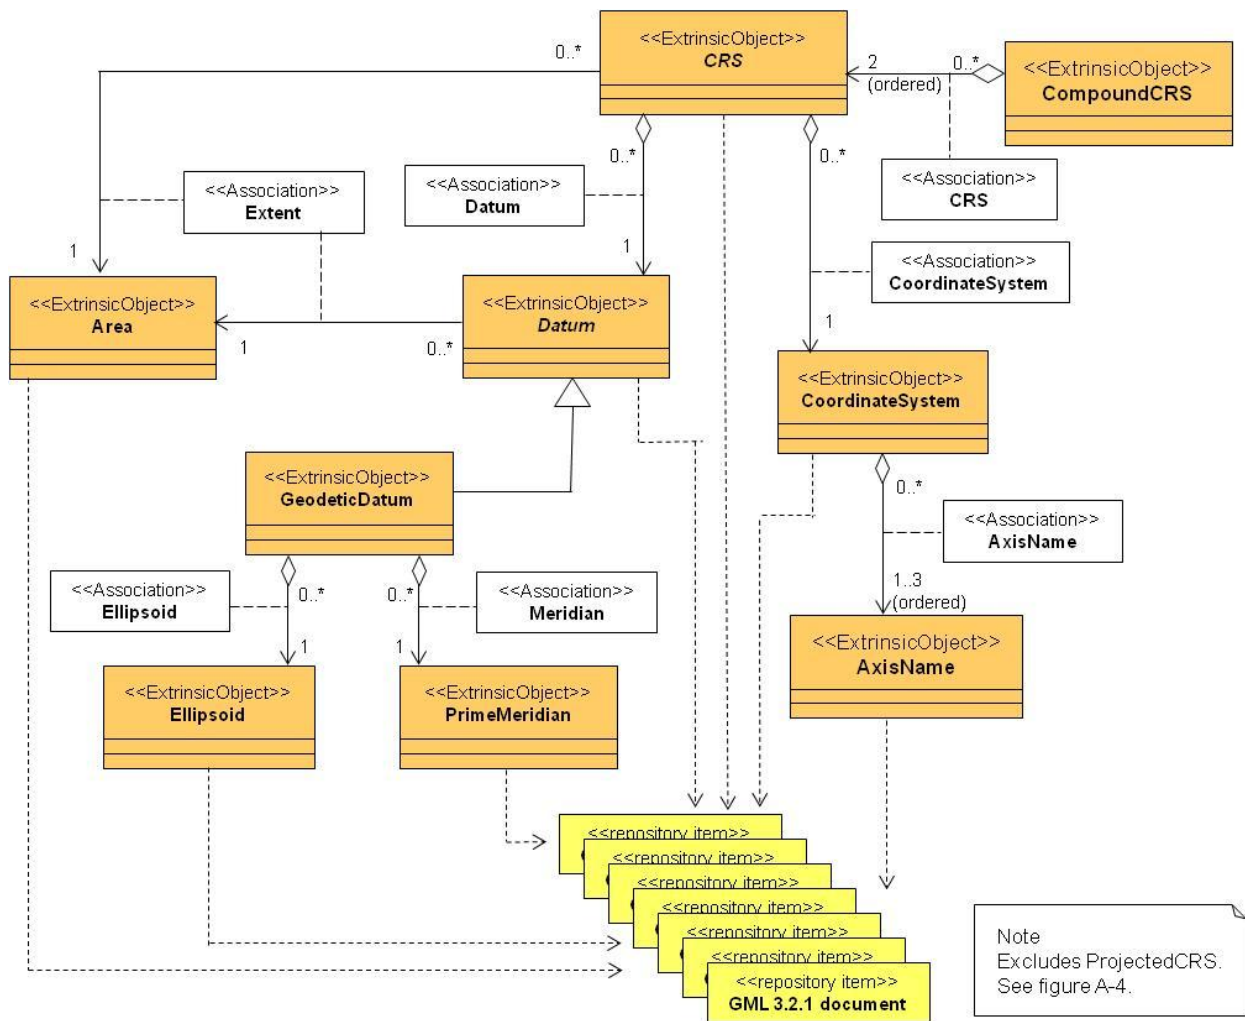 <<ExtrinsicObject>>
CRS
0..*
2
(ordered)
0..*
<<ExtrinsicObject>>
CompoundCRS
0..*
0..*
<<Association>>
Extent
<<Association>>
Datum
<<Association>>
CRS
1
1
<<Association>>
CoordinateSystem
<<ExtrinsicObject>>
Area
<<ExtrinsicObject>>
Datum
1
0..*
1
<<ExtrinsicObject>>
CoordinateSystem
<<ExtrinsicObject>>
GeodeticDatum
0..*
<<Association>>
AxisName
<<Association>>
Ellipsoid
0..*
0..*
<<Association>>
Meridian
1..3
(ordered)
1
1
<<ExtrinsicObject>>
AxisName
<<ExtrinsicObject>>
Ellipsoid
<<ExtrinsicObject>>
PrimeMeridian
<<repository item>>
<<repository item>>
<<repository item>>
<<repository item>>
<<repository item>>
<<repository item>>
<<repository item>>
GML 3.2.1 document
Note
Excludes ProjectedCRS.
See figure A-4.